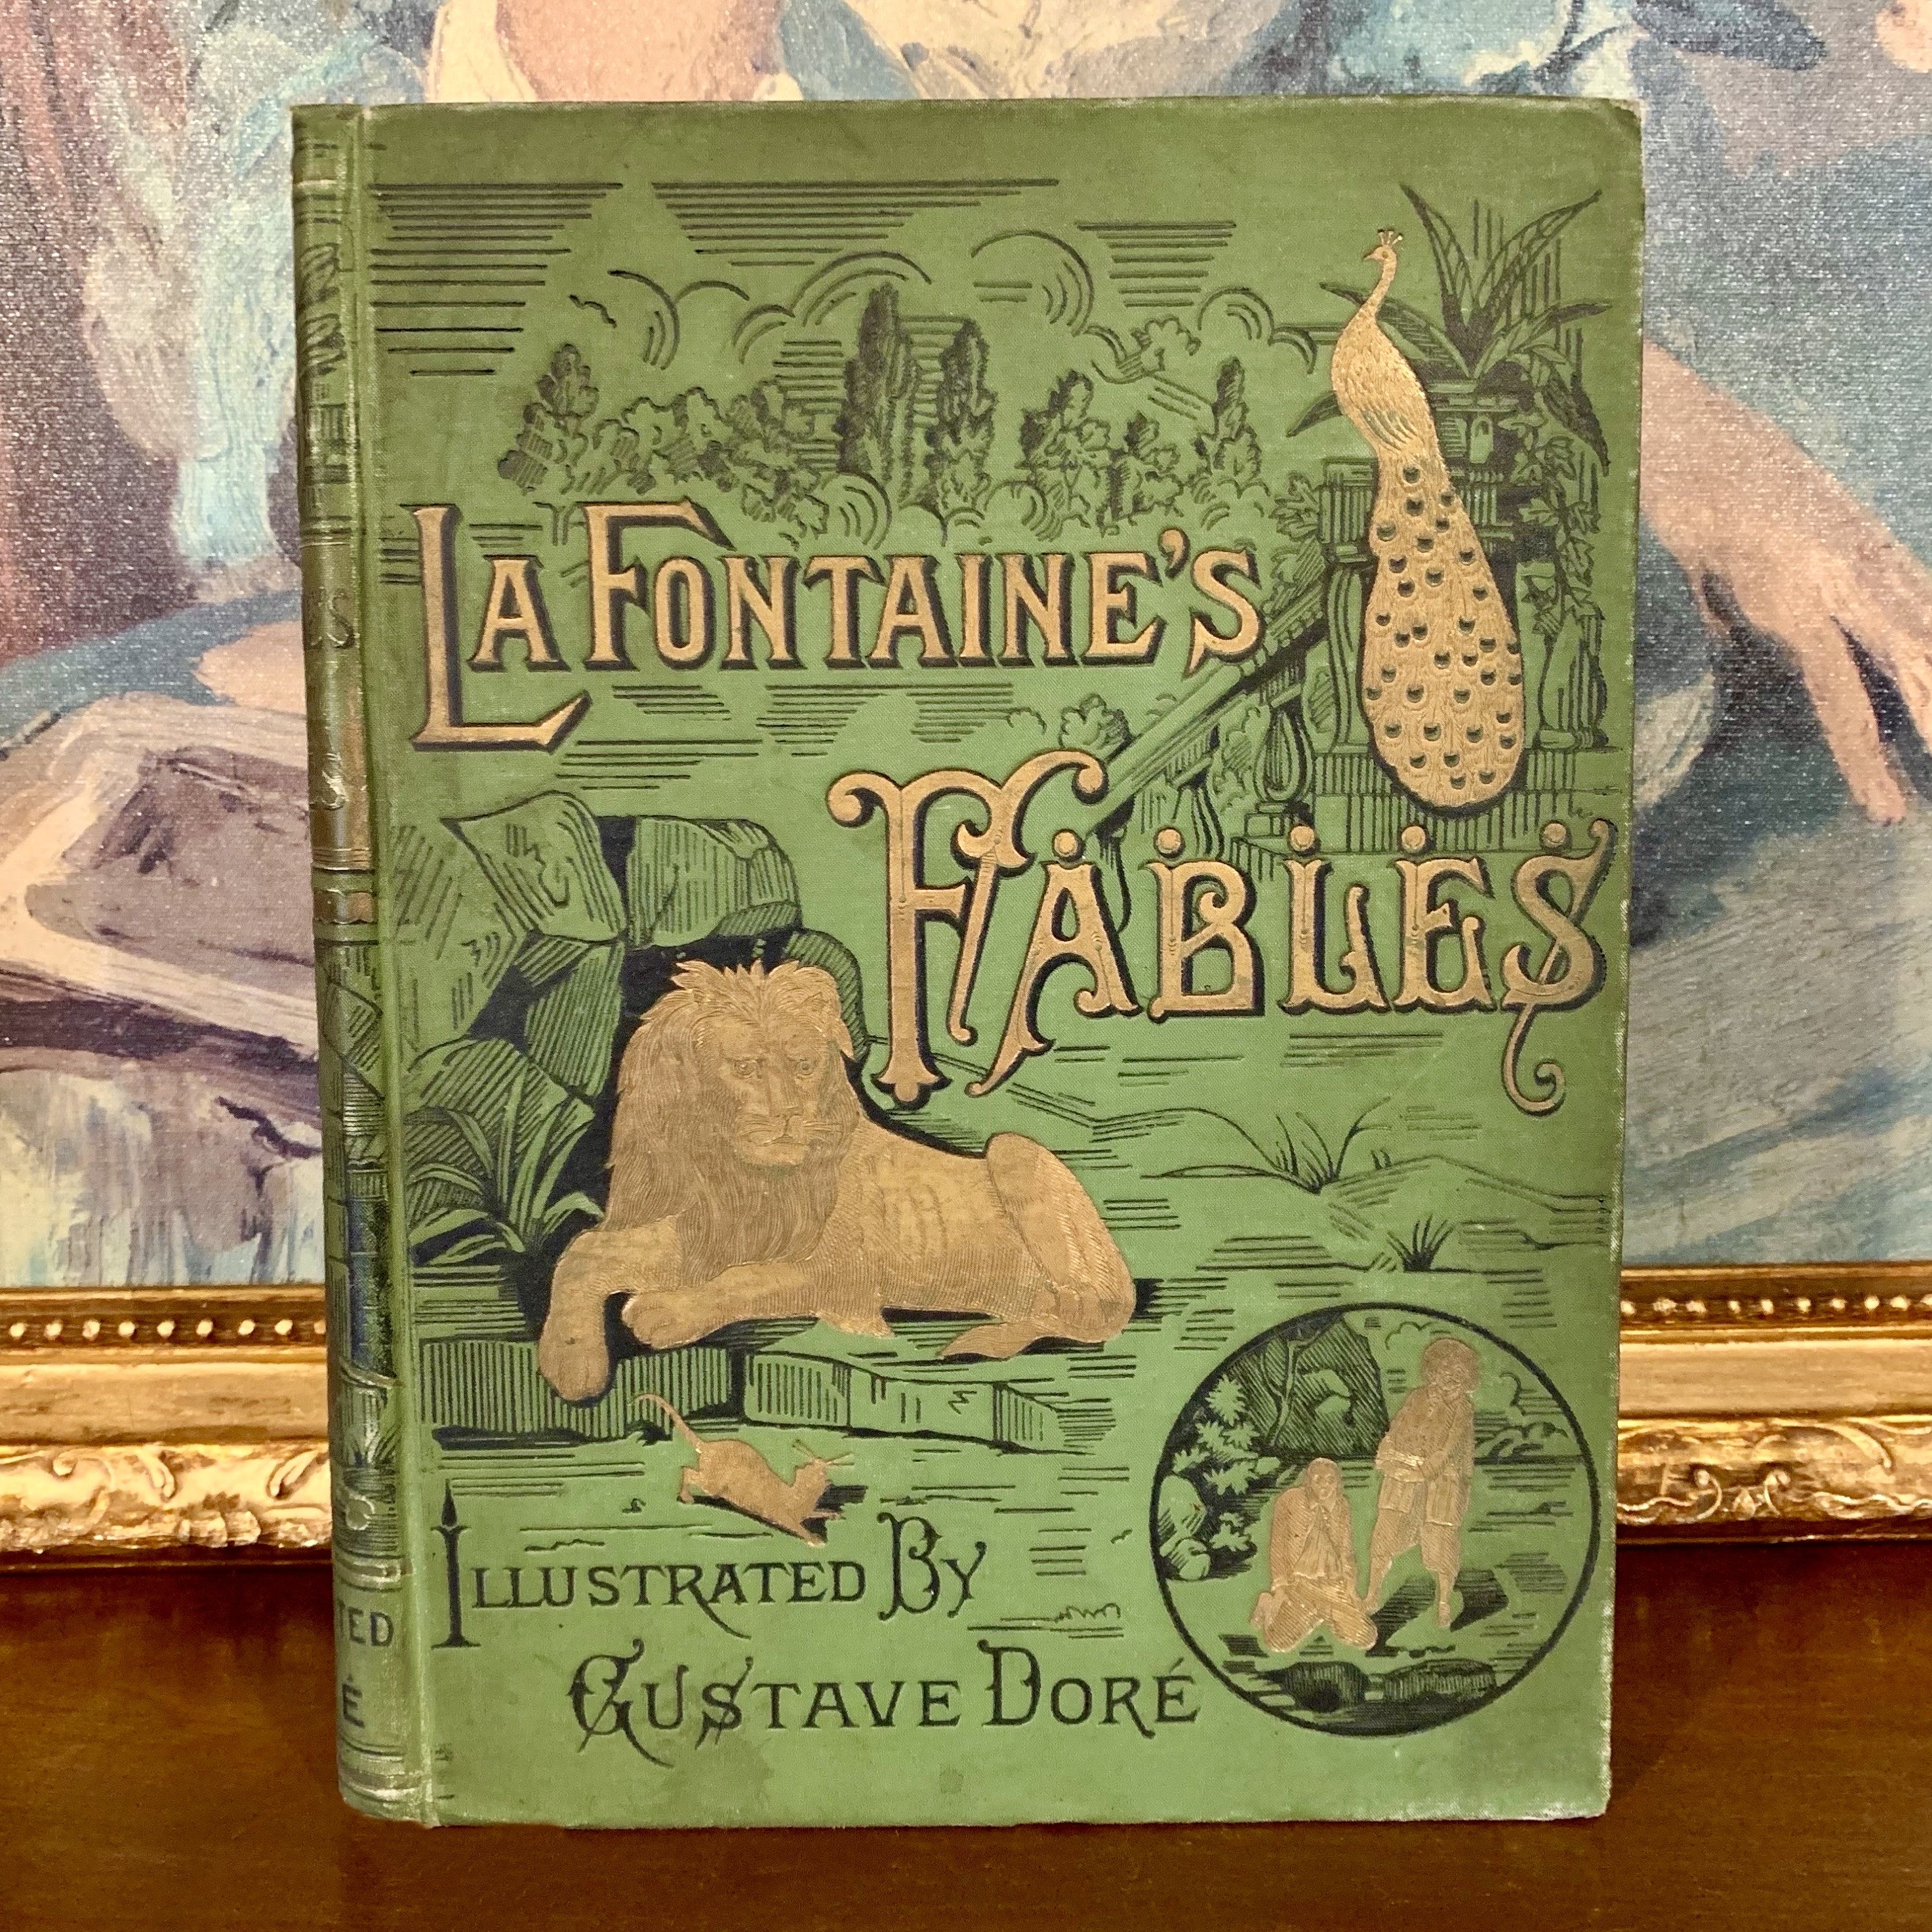 LA FONTAINE'S
FABLES
ILLUSTRATED BY
GUSTAVE DORÉ